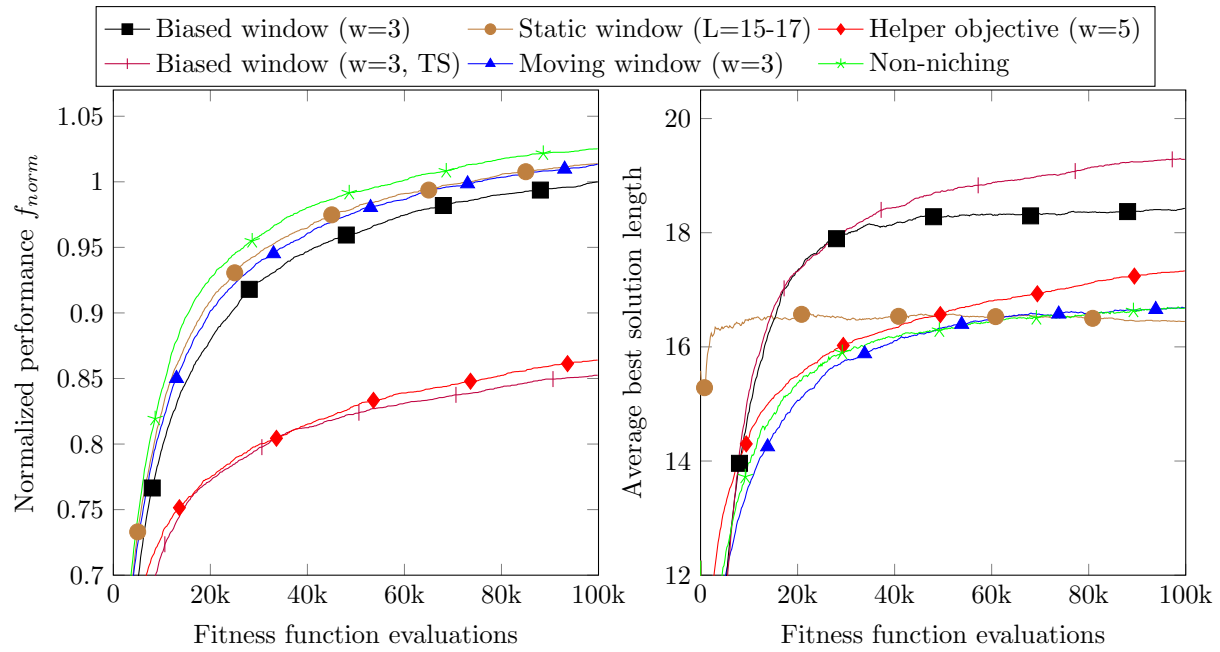 Biased window (w=3) Static window (L=15-17) Helper objective (w=5)
Biased window (w=3, TS) Moving window (w=3) Non-niching
Normalized performance f_norm
1.05
1
0.95
0.9
0.85
0.8
0.75
0.7
0 20k 40k 60k 80k 100k
Fitness function evaluations
Average best solution length
20
18
16
14
12
0 20k 40k 60k 80k 100k
Fitness function evaluations